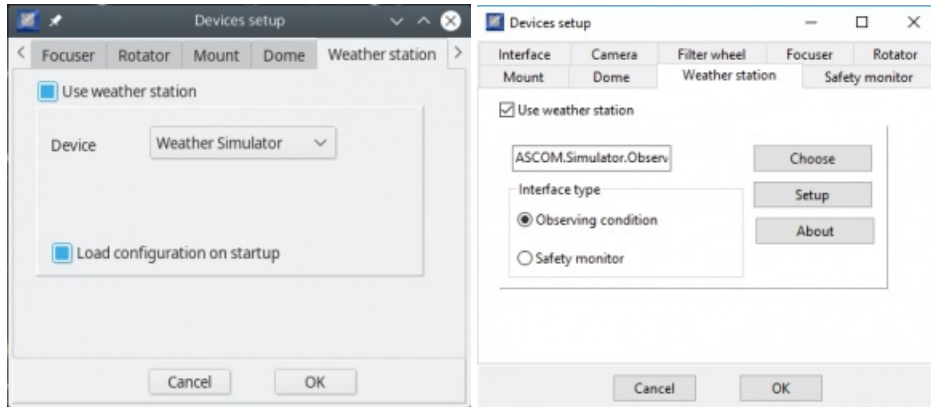 Devices setup
Focuser Rotator Mount Dome Weather station
Use weather station
Device Weather Simulator
Load configuration on startup
Cancel OK
Devices setup
Interface Camera Filter wheel Focuser Rotator
Mount Dome Weather station Safety monitor
Use weather station
ASCOM.Simulator.Observ Choose
Interface type Setup
Observing condition About
Safety monitor
Cancel OK